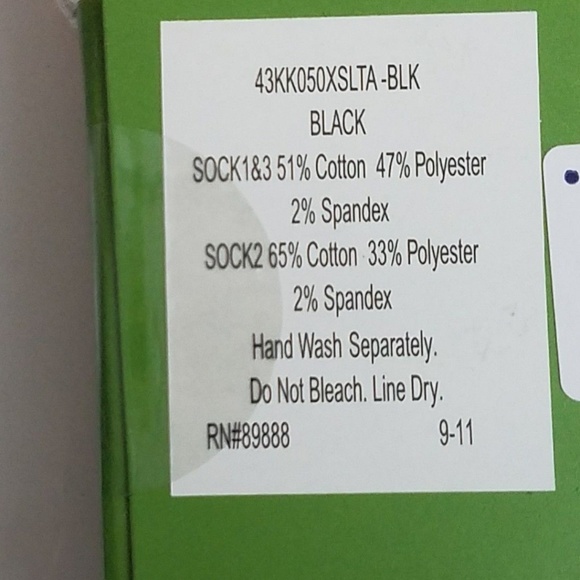 43KK050XSLTA-BLK
BLACK
SOCK1&3 51% Cotton 47% Polyester
2% Spandex
SOCK2 65% Cotton 33% Polyester
2% Spandex
Hand Wash Separately.
Do Not Bleach. Line Dry.
RN#89888 9-11